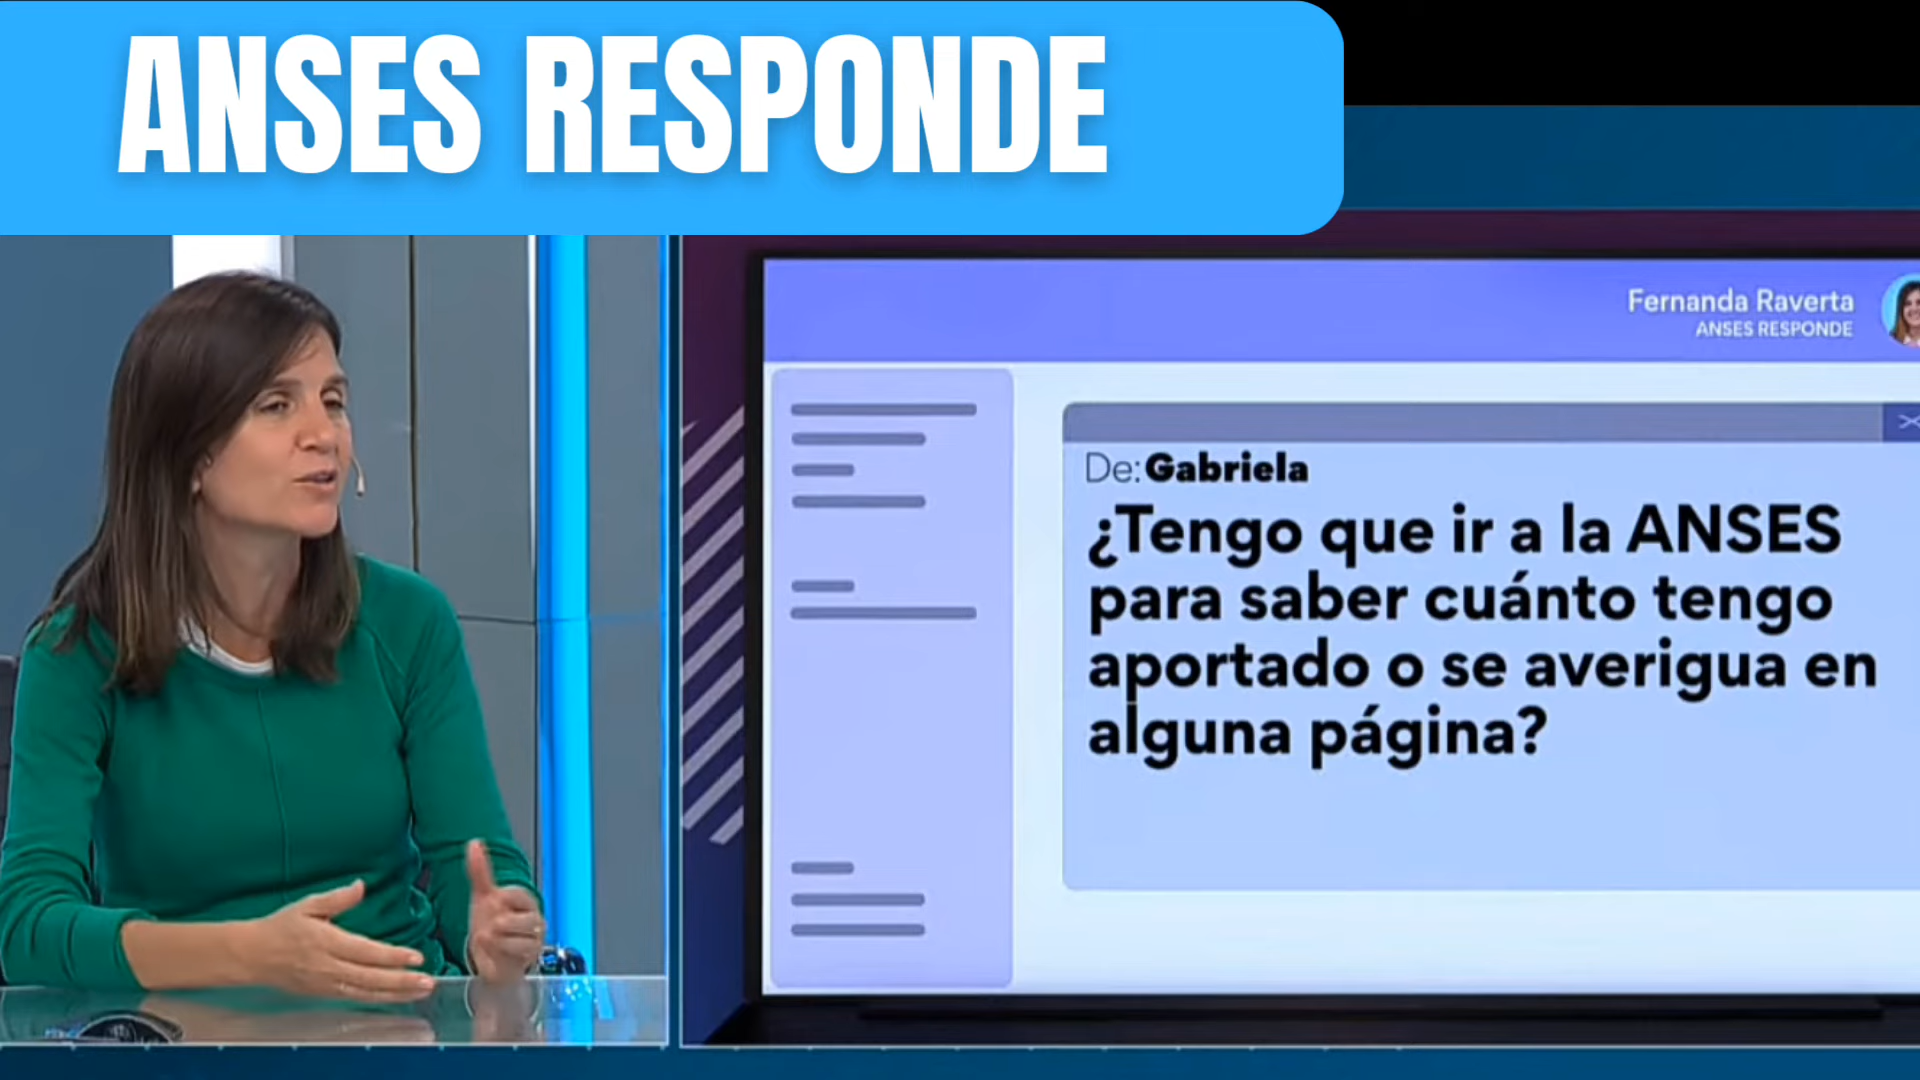 ANSES RESPONDE
Fernanda Raverta
ANSES RESPONDE
De: Gabriela
¿Tengo que ir a la ANSES
para saber cuánto tengo
aportado o se averigua en
alguna página?